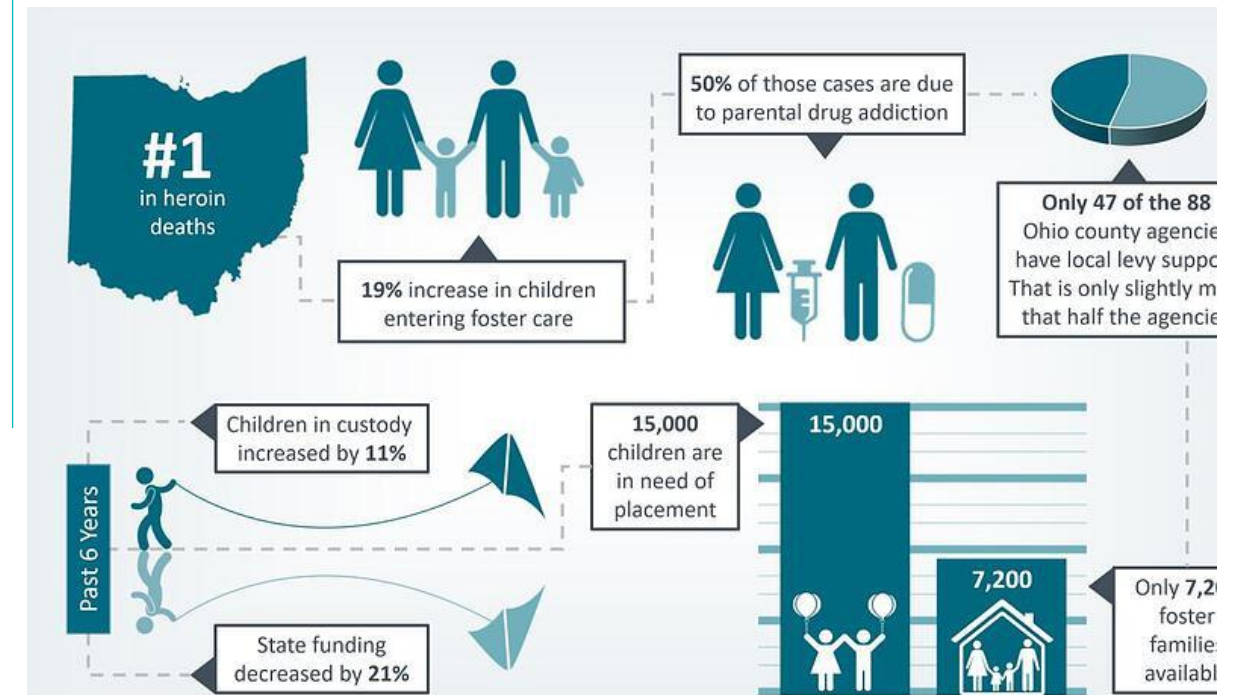 #1
in heroin
deaths
19% increase in children
entering foster care
50% of those cases are due
to parental drug addiction
Only 47 of the 88
Ohio county
have local levy
That is only slightly
that half the
Past 6 Years
Children in custody
increased by 11%
State funding
decreased by 21%
15,000
children are
in need of
placement
15,000
7,200
Only
foster